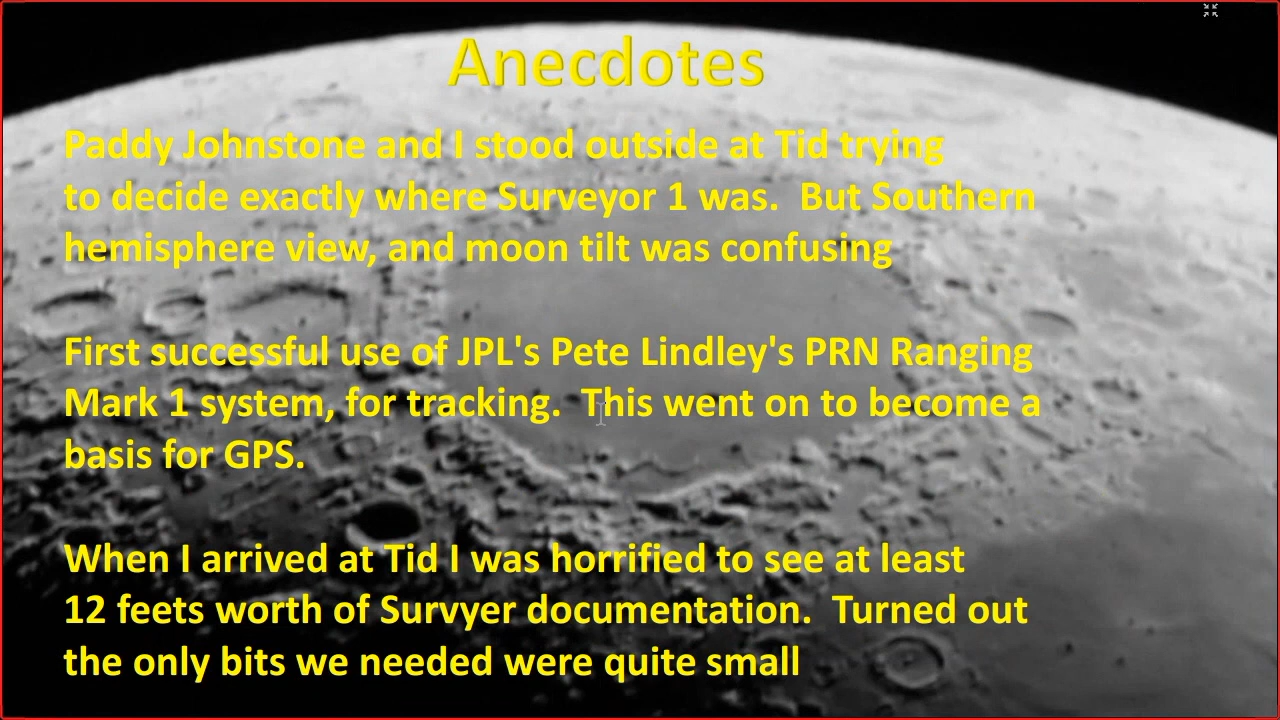 Anecdotes
Paddy Johnstone and I stood outside at Tid trying
to decide exactly where Surveyor 1 was.  But Southern
hemisphere view, and moon tilt was confusing
First successful use of JPL's Pete Lindley's PRN Ranging
Mark 1 system, for tracking.  This went on to become a
basis for GPS.
When I arrived at Tid I was horrified to see at least
12 feets worth of Survyer documentation.  Turned out
the only bits we needed were quite small